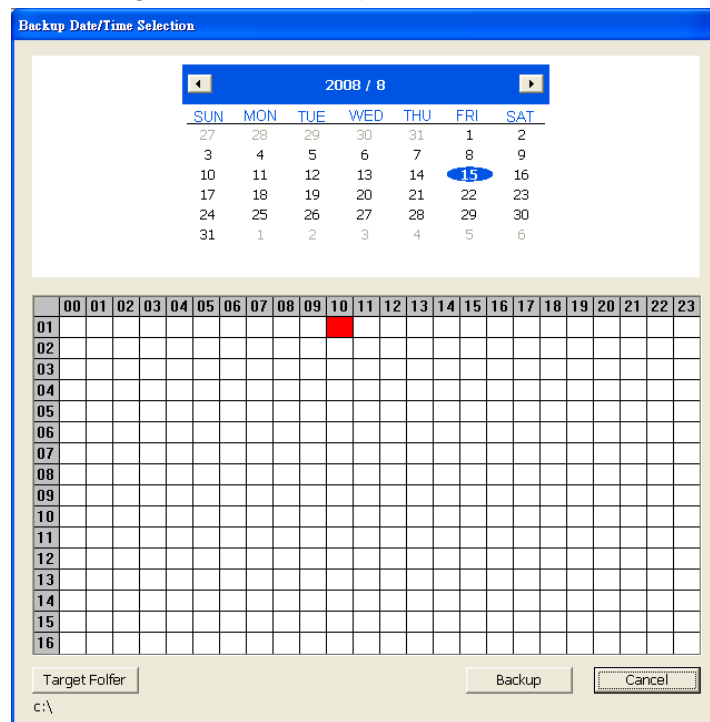 Backup Date/Time Selection
2008 / 8
SUN MON TUE WED THU FRI SAT
27 28 29 30 31 1 2
3 4 5 6 7 8 9
10 11 12 13 14 15 16
17 18 19 20 21 22 23
24 25 26 27 28 29 30
31 1 2 3 4 5 6
00 01 02 03 04 05 06 07 08 09 10 11 12 13 14 15 16 17 18 19 20 21 22 23
01
02
03
04
05
06
07
08
09
10
11
12
13
14
15
16
Target Folfer Backup Cancel
c:\